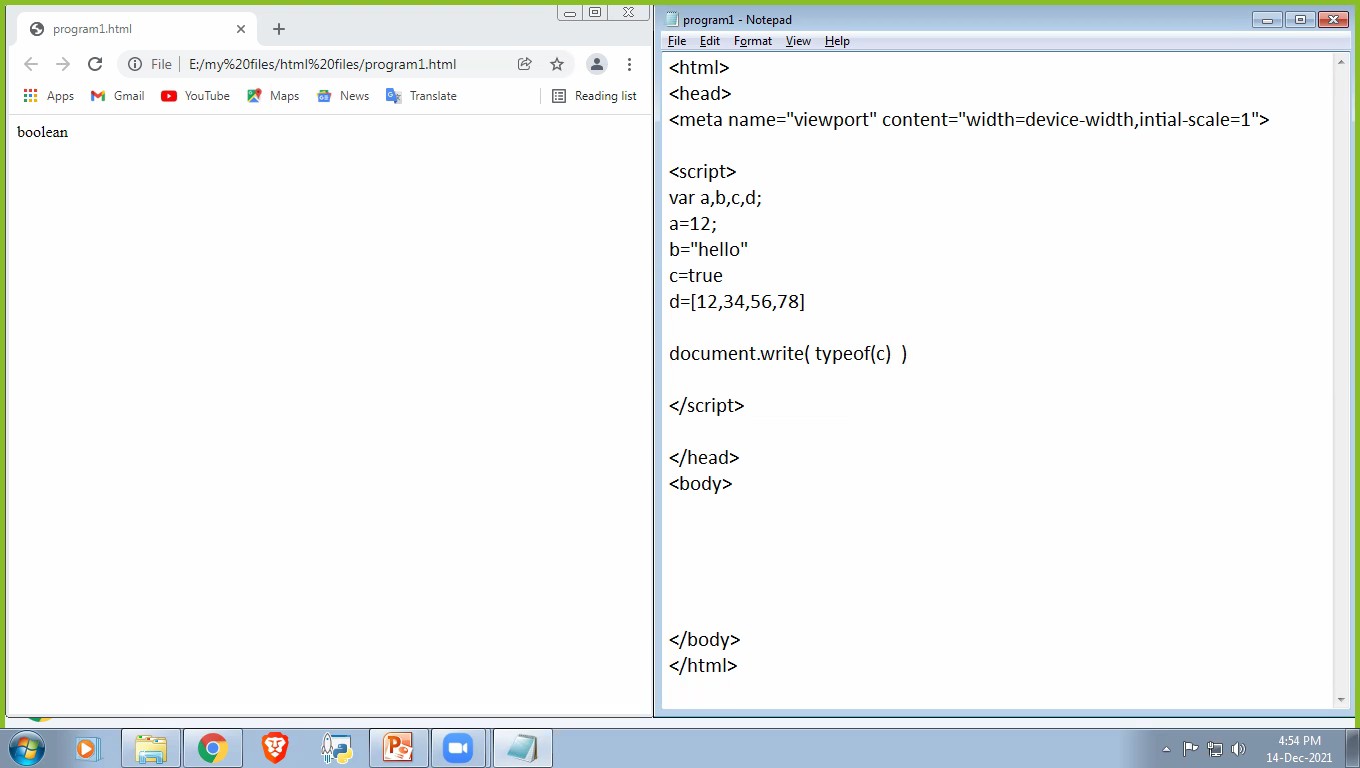 program1.html
File E:/my%20files/html%20files/program1.html
Apps Gmail YouTube Maps News Translate Reading list
boolean
program1 - Notepad
File Edit Format View Help
<html>
<head>
<meta name="viewport" content="width=device-width,intial-scale=1">
<script>
var a,b,c,d;
a=12;
b="hello"
c=true
d=[12,34,56,78]
document.write( typeof(c)  )
</script>
</head>
<body>
</body>
</html>
4:54 PM
14-Dec-2021